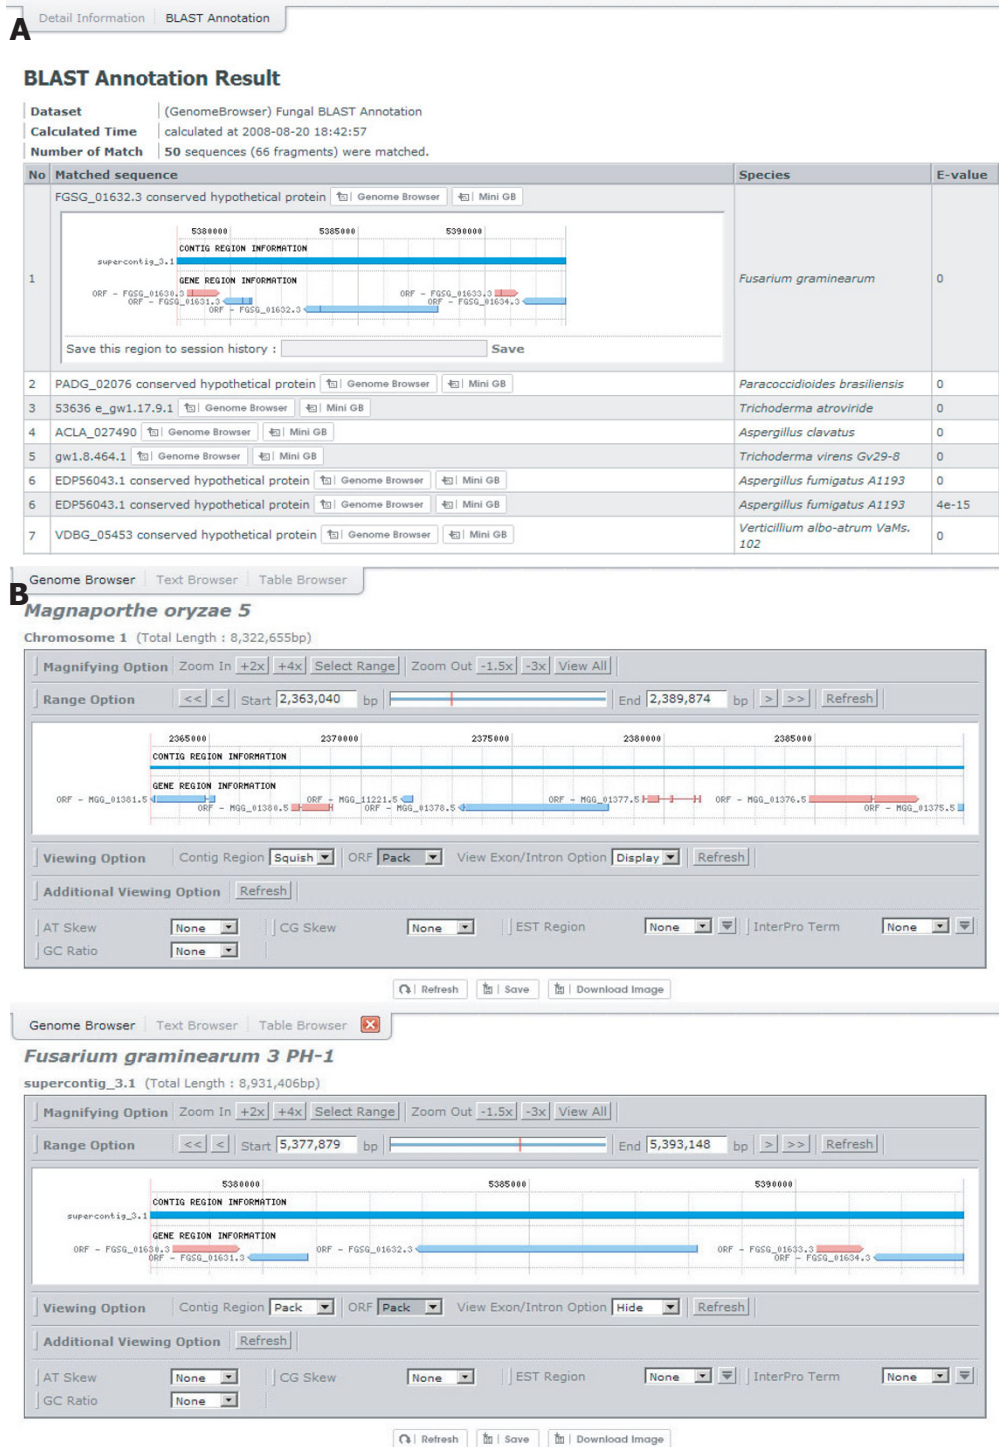 A
Detail Information BLAST Annotation
BLAST Annotation Result
Dataset (GenomeBrowser) Fungal BLAST Annotation
Calculated Time calculated at 2008-08-20 18:42:57
Number of Match 50 sequences (66 fragments) were matched.
No Matched sequence Species E-value
FGSG_01632.3 conserved hypothetical protein Genome Browser Mini GB
5380000 5385000 5390000
CONTIG REGION INFORMATION
supercontig_3.1
GENE REGION INFORMATION
1 Fusarium graminearum 0
ORF - FGSG_01630.3 ORF - FGSG_01633.3
ORF - FGSG_01631.3 ORF - FGSG_01634.3
ORF - FGSG_01632.3
Save this region to session history : Save
2 PADG_02076 conserved hypothetical protein Genome Browser Mini GB Paracoccidioides brasiliensis 0
3 53636 e_gw1.17.9.1 Genome Browser Mini GB Trichoderma atroviride 0
4 ACLA_027490 Genome Browser Mini GB Aspergillus clavatus 0
5 gw1.8.464.1 Genome Browser Mini GB Trichoderma virens Gv29-8 0
6 EDP56043.1 conserved hypothetical protein Genome Browser Mini GB Aspergillus fumigatus A1193 0
6 EDP56043.1 conserved hypothetical protein Genome Browser Mini GB Aspergillus fumigatus A1193 4e-15
7 VDBG_05453 conserved hypothetical protein Genome Browser Mini GB Verticillium albo-atrum VaMs. 0
102
B
Genome Browser Text Browser Table Browser
Magnaporthe oryzae 5
Chromosome 1 (Total Length : 8,322,655bp)
Magnifying Option Zoom In +2x +4x Select Range Zoom Out -1.5x -3x View All
Range Option << < Start 2,363,040 bp End 2,389,874 bp > >> Refresh
2365000 2370000 2375000 2380000 2385000
CONTIG REGION INFORMATION
GENE REGION INFORMATION
ORF - MGG_01381.5 ORF - MGG_11221.5 ORF - MGG_01377.5 ORF - MGG_01376.5
ORF - MGG_01380.5 ORF - MGG_01378.5 ORF - MGG_01375.5
Viewing Option Contig Region Squish ORF Pack View Exon/Intron Option Display Refresh
Additional Viewing Option Refresh
AT Skew None CG Skew None EST Region None InterPro Term None
GC Ratio None
Refresh Save Download Image
Genome Browser Text Browser Table Browser
Fusarium graminearum 3 PH-1
supercontig_3.1 (Total Length : 8,931,406bp)
Magnifying Option Zoom In +2x +4x Select Range Zoom Out -1.5x -3x View All
Range Option << < Start 5,377,879 bp End 5,393,148 bp > >> Refresh
5380000 5385000 5390000
CONTIG REGION INFORMATION
supercontig_3.1
GENE REGION INFORMATION
ORF - FGSG_01630.3 ORF - FGSG_01632.3 ORF - FGSG_01633.3
ORF - FGSG_01631.3 ORF - FGSG_01634.3
Viewing Option Contig Region Pack ORF Pack View Exon/Intron Option Hide Refresh
Additional Viewing Option Refresh
AT Skew None CG Skew None EST Region None InterPro Term None
GC Ratio None
Refresh Save Download Image